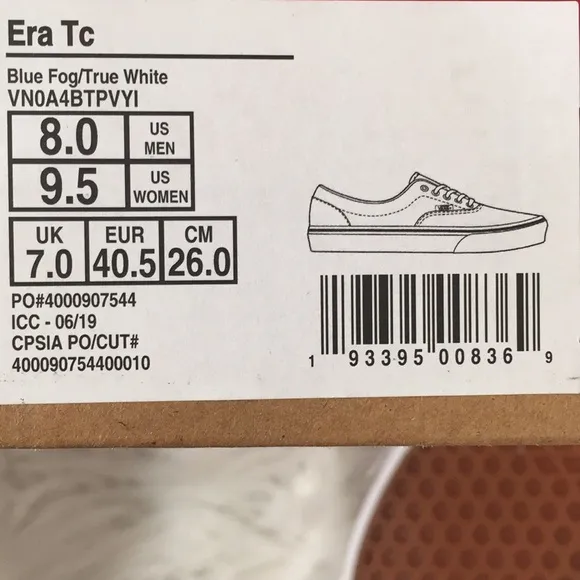 Era Tc
Blue Fog/True White
VN0A4BTPVYI
8.0 US MEN
9.5 US WOMEN
UK EUR CM
7.0 40.5 26.0
PO#4000907544
ICC - 06/19
CPSIA PO/CUT#
400090754400010
1 93395 00836 9